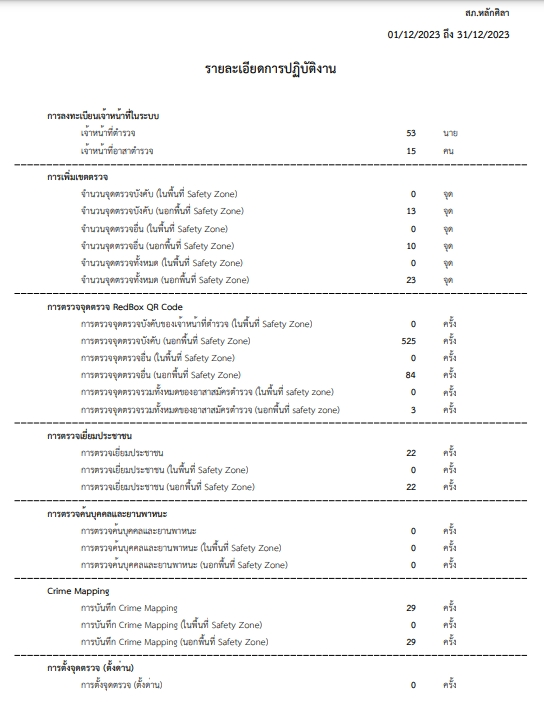 สภ.หลักศิลา
01/12/2023 ถึง 31/12/2023
รายละเอียดการปฏิบัติงาน
การลงทะเบียนเจ้าหน้าที่ในระบบ
เจ้าหน้าที่ตำรวจ 53 นาย
เจ้าหน้าที่อาสาตำรวจ 15 คน
การเพิ่มเขตตรวจ
จำนวนจุดตรวจบังคับ (ในพื้นที่ Safety Zone) 0 จุด
จำนวนจุดตรวจบังคับ (นอกพื้นที่ Safety Zone) 13 จุด
จำนวนจุดตรวจอื่น (ในพื้นที่ Safety Zone) 0 จุด
จำนวนจุดตรวจอื่น (นอกพื้นที่ Safety Zone) 10 จุด
จำนวนจุดตรวจทั้งหมด (ในพื้นที่ Safety Zone) 0 จุด
จำนวนจุดตรวจทั้งหมด (นอกพื้นที่ Safety Zone) 23 จุด
การตรวจจุดตรวจ RedBox QR Code
การตรวจจุดตรวจบังคับของเจ้าหน้าที่ตำรวจ (ในพื้นที่ Safety Zone) 0 ครั้ง
การตรวจจุดตรวจบังคับ (นอกพื้นที่ Safety Zone) 525 ครั้ง
การตรวจจุดตรวจอื่น (ในพื้นที่ Safety Zone) 0 ครั้ง
การตรวจจุดตรวจอื่น (นอกพื้นที่ Safety Zone) 84 ครั้ง
การตรวจจุดตรวจรวมทั้งหมดของอาสาสมัครตำรวจ (ในพื้นที่ safety zone) 0 ครั้ง
การตรวจจุดตรวจรวมทั้งหมดของอาสาสมัครตำรวจ (นอกพื้นที่ safety zone) 3 ครั้ง
การตรวจเยี่ยมประชาชน
การตรวจเยี่ยมประชาชน 22 ครั้ง
การตรวจเยี่ยมประชาชน (ในพื้นที่ Safety Zone) 0 ครั้ง
การตรวจเยี่ยมประชาชน (นอกพื้นที่ Safety Zone) 22 ครั้ง
การตรวจค้นบุคคลและยานพาหนะ
การตรวจค้นบุคคลและยานพาหนะ 0 ครั้ง
การตรวจค้นบุคคลและยานพาหนะ (ในพื้นที่ Safety Zone) 0 ครั้ง
การตรวจค้นบุคคลและยานพาหนะ (นอกพื้นที่ Safety Zone) 0 ครั้ง
Crime Mapping
การบันทึก Crime Mapping 29 ครั้ง
การบันทึก Crime Mapping (ในพื้นที่ Safety Zone) 0 ครั้ง
การบันทึก Crime Mapping (นอกพื้นที่ Safety Zone) 29 ครั้ง
การตั้งจุดตรวจ (ตั้งด่าน)
การตั้งจุดตรวจ (ตั้งด่าน) 0 ครั้ง